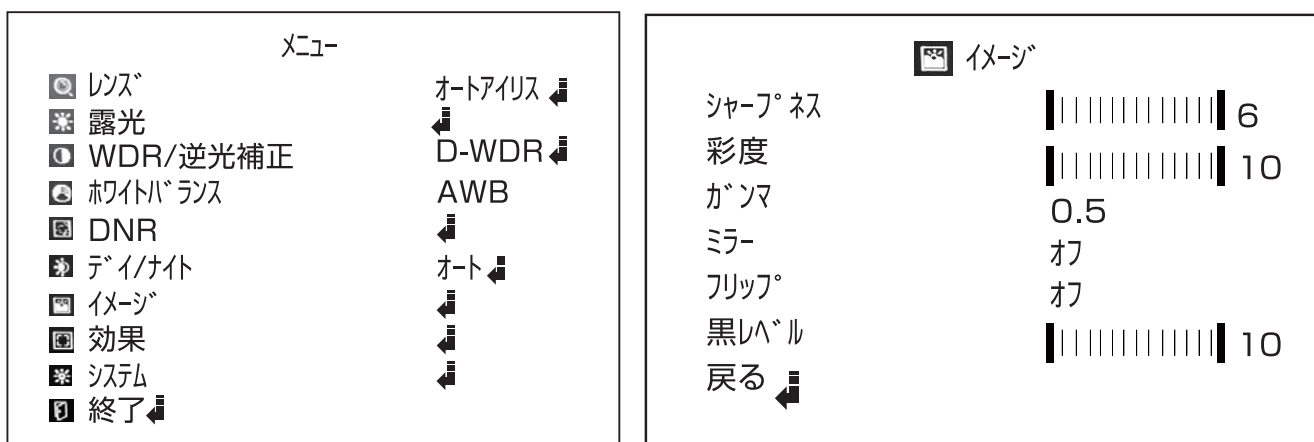 メニュー
レンズ オートアイリス
露光
WDR/逆光補正 D-WDR
ホワイトバランス AWB
DNR
デイ/ナイト オート
イメージ
効果
システム
終了
イメージ
シャープネス 6
彩度 10
ガンマ 0.5
ミラー オフ
フリップ オフ
黒レベル 10
戻る